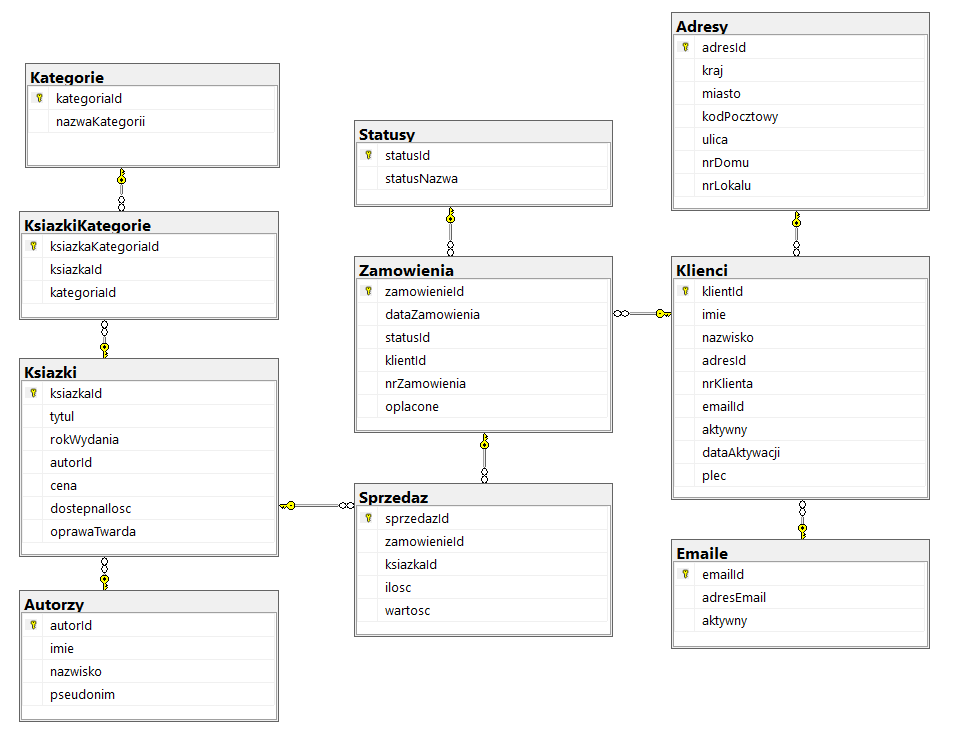 Kategorie
kategoriaId
nazwaKategorii
KsiazkiKategorie
ksiazkaKategoriaId
ksiazkaId
kategoriaId
Ksiazki
ksiazkaId
tytul
rokWydania
autorId
cena
dostepnaIlosc
oprawaTwarda
Autorzy
autorId
imie
nazwisko
pseudonim
Statusy
statusId
statusNazwa
Zamowienia
zamowienieId
dataZamowienia
statusId
klientId
nrZamowienia
oplacone
Sprzedaz
sprzedazId
zamowienieId
ksiazkaId
ilosc
wartosc
Adresy
adresId
kraj
miasto
kodPocztowy
ulica
nrDomu
nrLokalu
Klienci
klientId
imie
nazwisko
adresId
nrKlienta
emailId
aktywny
dataAktywacji
plec
Emaile
emailId
adresEmail
aktywny